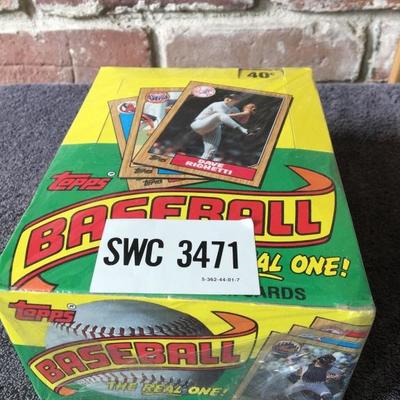 40¢
DAVE
RIGHETTI
Topps
Topps
BASEBALL
SWC 3471
5-362-44-01-7
REAL ONE!
CARDS
Topps
BASEBALL
THE REAL ONE!